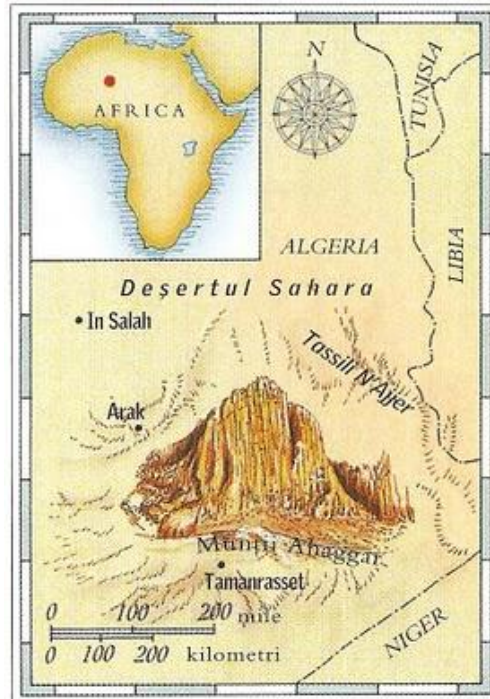 AFRICA
N
TUNISIA
ALGERIA
LIBIA
Deșertul Sahara
In Salah
Tassili N'Ajjer
Arak
Munții Ahaggar
Tamanrasset
0 100 200 mile
0 100 200 kilometri
NIGER